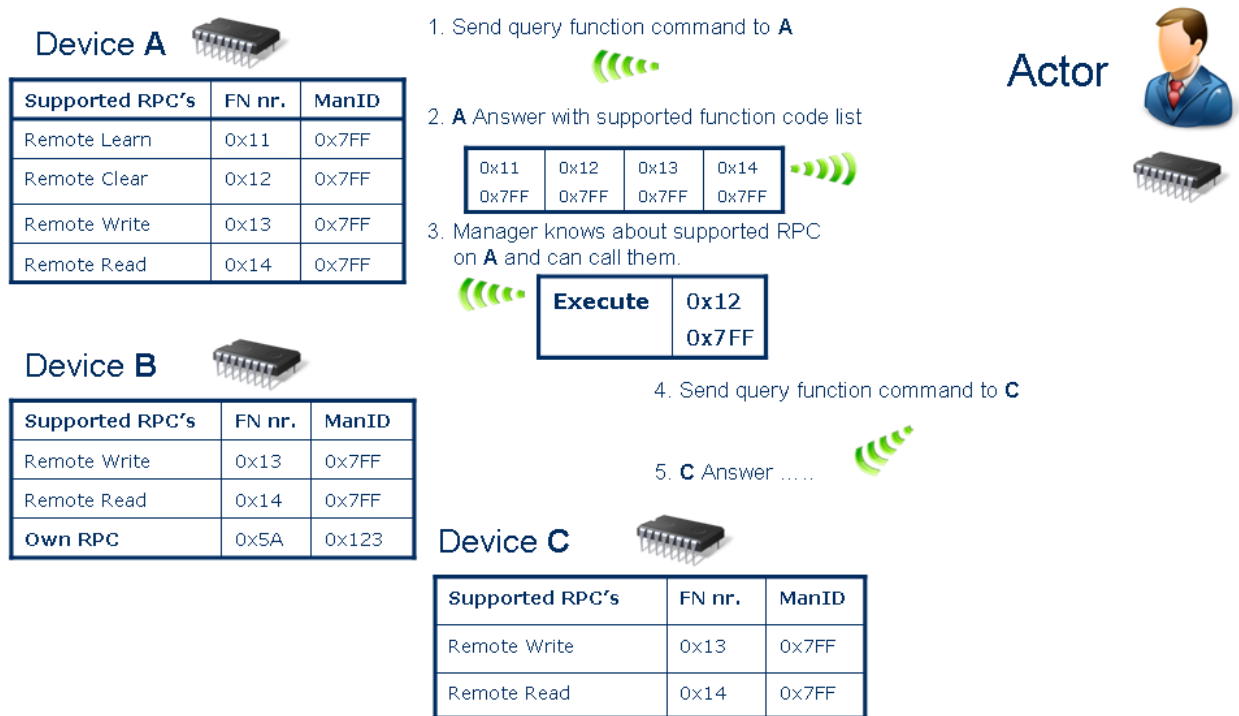 Device A
Supported RPC's FN nr. ManID
Remote Learn 0x11 0x7FF
Remote Clear 0x12 0x7FF
Remote Write 0x13 0x7FF
Remote Read 0x14 0x7FF
1. Send query function command to A
2. A Answer with supported function code list
0x11 0x12 0x13 0x14
0x7FF 0x7FF 0x7FF 0x7FF
3. Manager knows about supported RPC
on A and can call them.
Execute 0x12
0x7FF
Actor
Device B
Supported RPC's FN nr. ManID
Remote Write 0x13 0x7FF
Remote Read 0x14 0x7FF
Own RPC 0x5A 0x123
4. Send query function command to C
5. C Answer .....
Device C
Supported RPC's FN nr. ManID
Remote Write 0x13 0x7FF
Remote Read 0x14 0x7FF